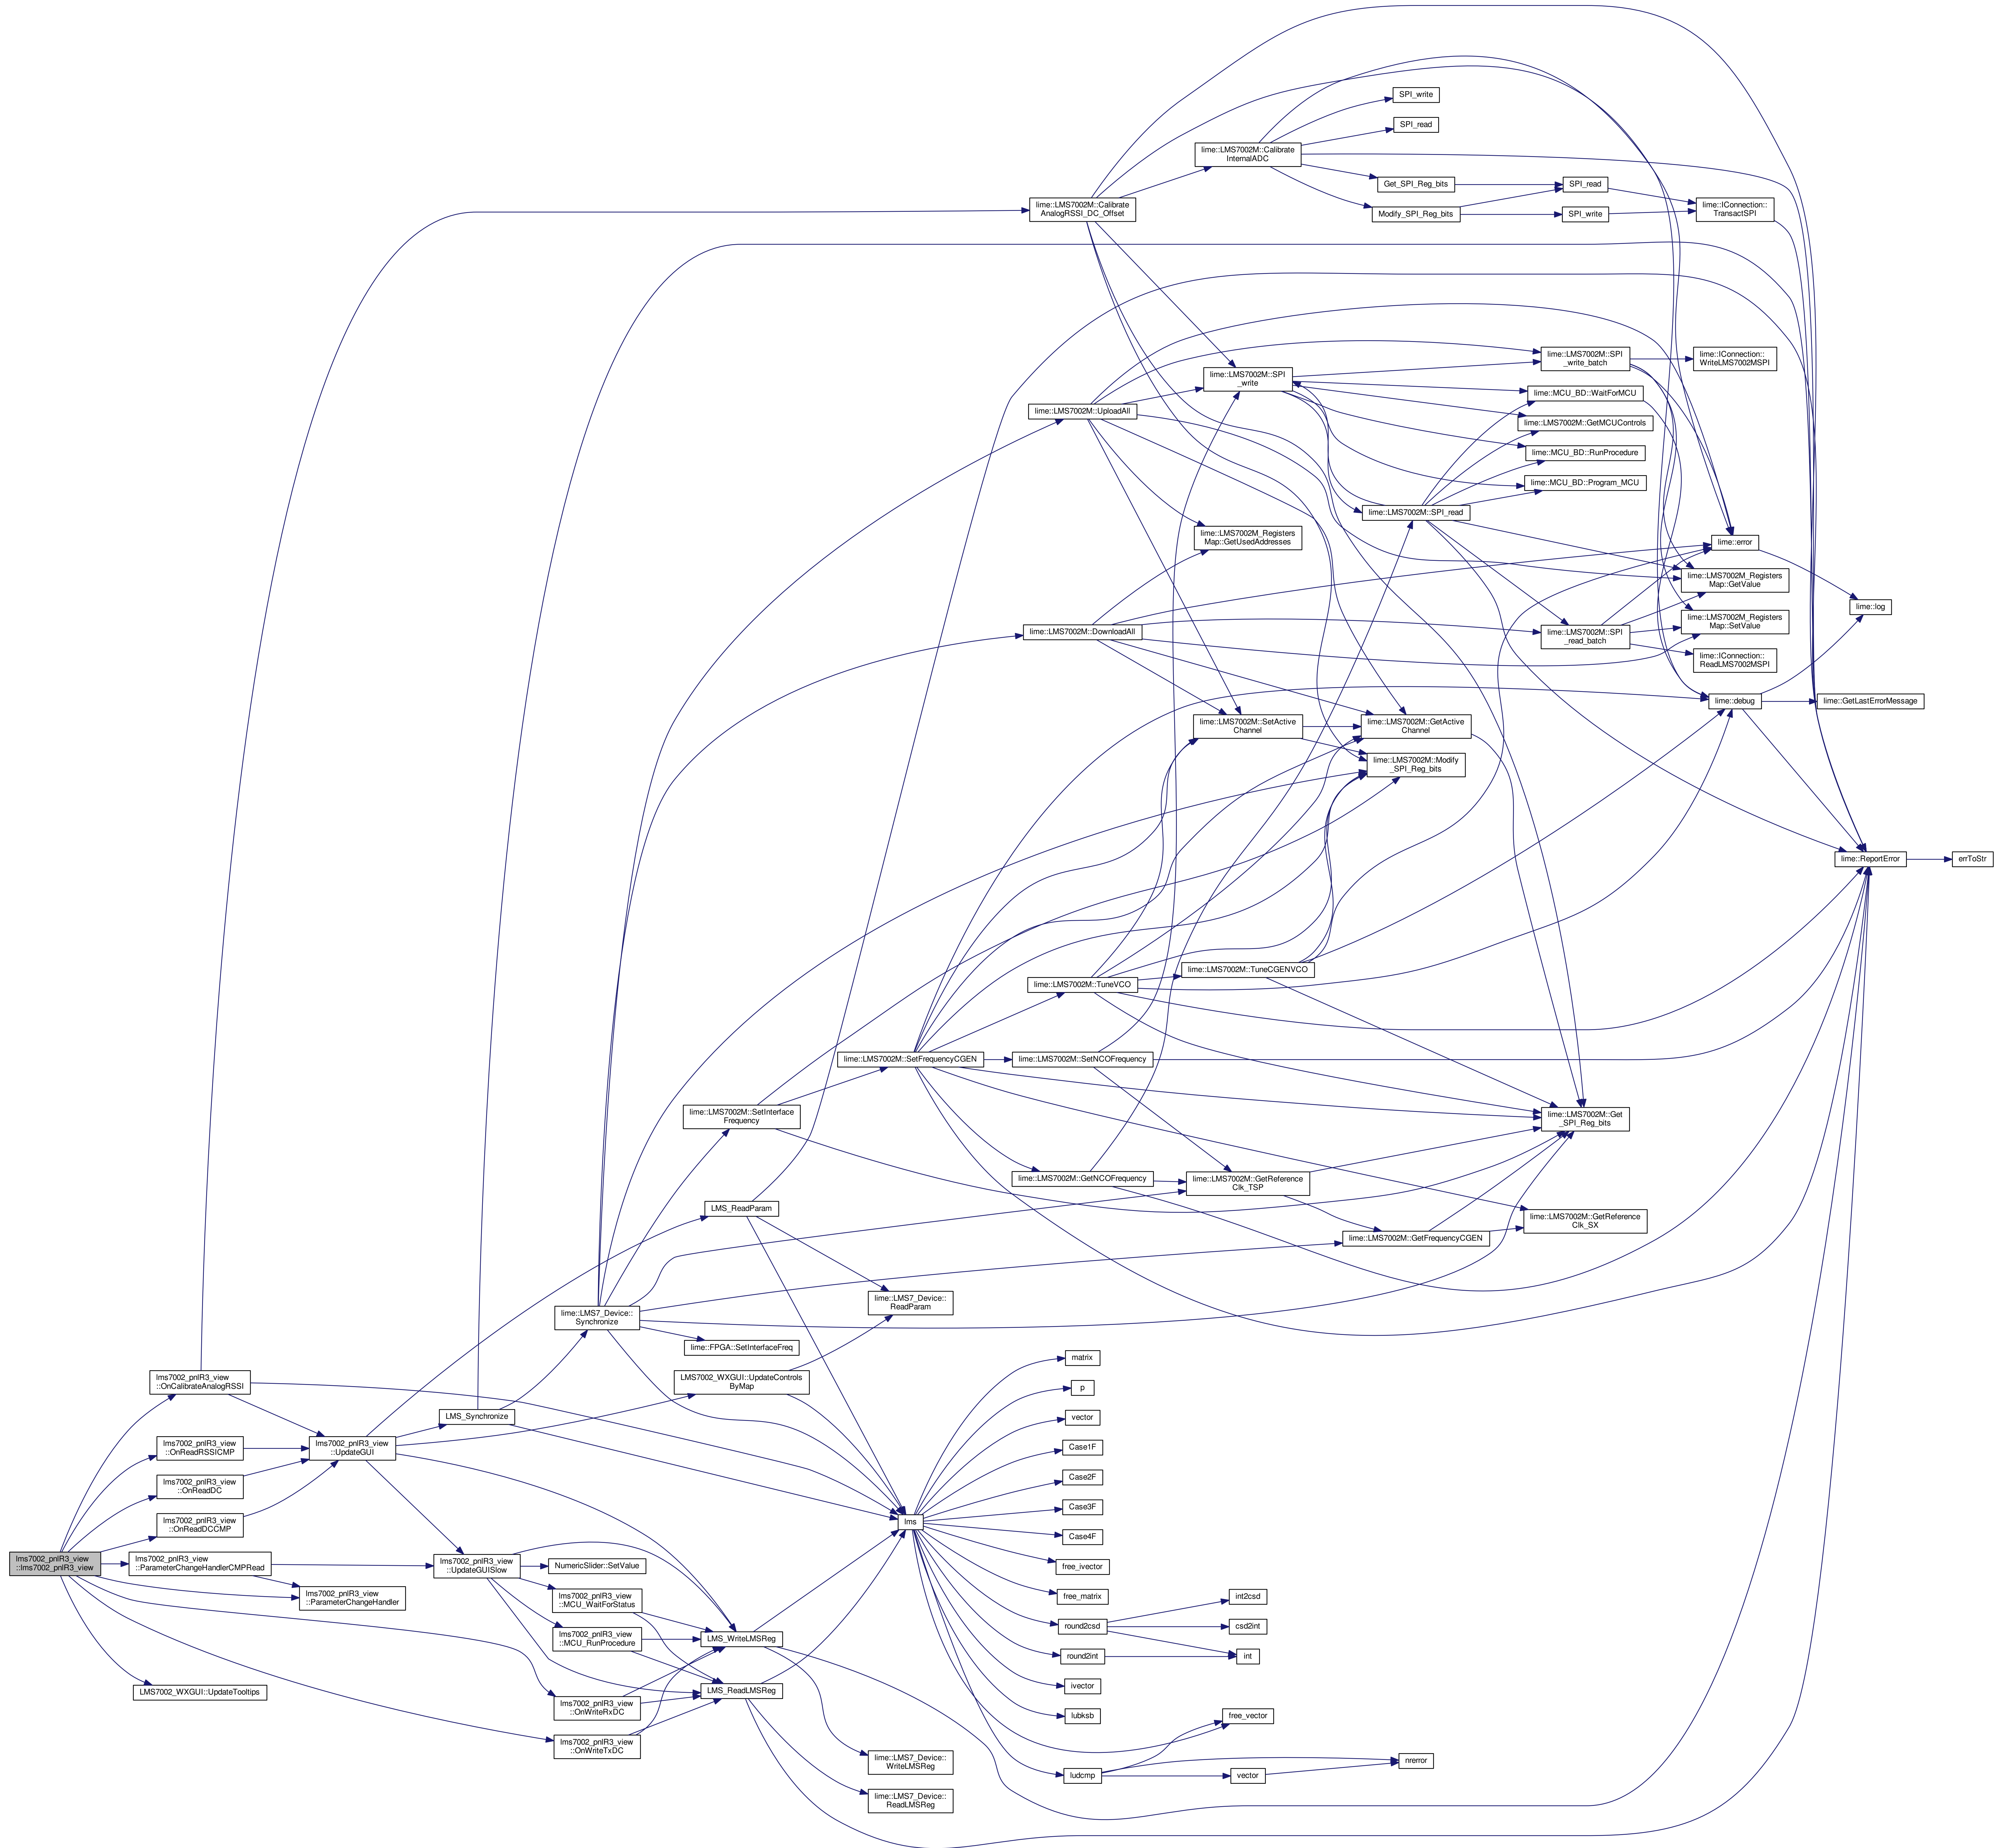 lms7002_pnlR3_view
::lms7002_pnlR3_view
lms7002_pnlR3_view
::OnCalibrateAnalogRSSI
lms7002_pnlR3_view
::OnReadRSSICMP
lms7002_pnlR3_view
::OnReadDC
lms7002_pnlR3_view
::OnReadDCCMP
lms7002_pnlR3_view
::ParameterChangeHandlerCMPRead
LMS7002_WXGUI::UpdateTooltips
lms7002_pnlR3_view
::UpdateGUI
lms7002_pnlR3_view
::ParameterChangeHandler
LMS_Synchronize
lms7002_pnlR3_view
::UpdateGUISlow
lime::LMS7_Device::
Synchronize
NumericSlider::SetValue
lms7002_pnlR3_view
::MCU_WaitForStatus
lms7002_pnlR3_view
::MCU_RunProcedure
lms7002_pnlR3_view
::OnWriteRxDC
lms7002_pnlR3_view
::OnWriteTxDC
lime::LMS7002M::SetInterface
Frequency
LMS_ReadParam
lime::FPGA::SetInterfaceFreq
LMS7002_WXGUI::UpdateControls
ByMap
LMS_WriteLMSReg
LMS_ReadLMSReg
lime::LMS7002M::SetFrequencyCGEN
lime::LMS7_Device::
ReadParam
lms
lime::LMS7_Device::
WriteLMSReg
lime::LMS7_Device::
ReadLMSReg
lime::LMS7002M::Calibrate
AnalogRSSI_DC_Offset
lime::LMS7002M::UploadAll
lime::LMS7002M::DownloadAll
lime::LMS7002M::TuneVCO
lime::LMS7002M::SetNCOFrequency
lime::LMS7002M::GetNCOFrequency
matrix
p
vector
Case1F
Case2F
Case3F
Case4F
free_ivector
free_matrix
round2csd
round2int
ivector
lubksb
ludcmp
lime::LMS7002M::Calibrate
InternalADC
lime::LMS7002M::SPI
_write
lime::LMS7002M_Registers
Map::GetUsedAddresses
lime::LMS7002M::SetActive
Channel
lime::LMS7002M::TuneCGENVCO
lime::LMS7002M::GetReference
Clk_TSP
int2csd
csd2int
int
free_vector
vector
SPI_write
SPI_read
Get_SPI_Reg_bits
Modify_SPI_Reg_bits
lime::LMS7002M::SPI_read
lime::LMS7002M::GetActive
Channel
lime::LMS7002M::Modify
_SPI_Reg_bits
lime::LMS7002M::GetFrequencyCGEN
nrerror
SPI_read
SPI_write
lime::LMS7002M::SPI
_write_batch
lime::MCU_BD::WaitForMCU
lime::LMS7002M::GetMCUControls
lime::MCU_BD::RunProcedure
lime::MCU_BD::Program_MCU
lime::LMS7002M::SPI
_read_batch
lime::LMS7002M::Get
_SPI_Reg_bits
lime::LMS7002M::GetReference
Clk_SX
lime::IConnection::
TransactSPI
lime::IConnection::
WriteLMS7002MSPI
lime::error
lime::LMS7002M_Registers
Map::GetValue
lime::LMS7002M_Registers
Map::SetValue
lime::IConnection::
ReadLMS7002MSPI
lime::debug
lime::log
lime::GetLastErrorMessage
lime::ReportError
errToStr